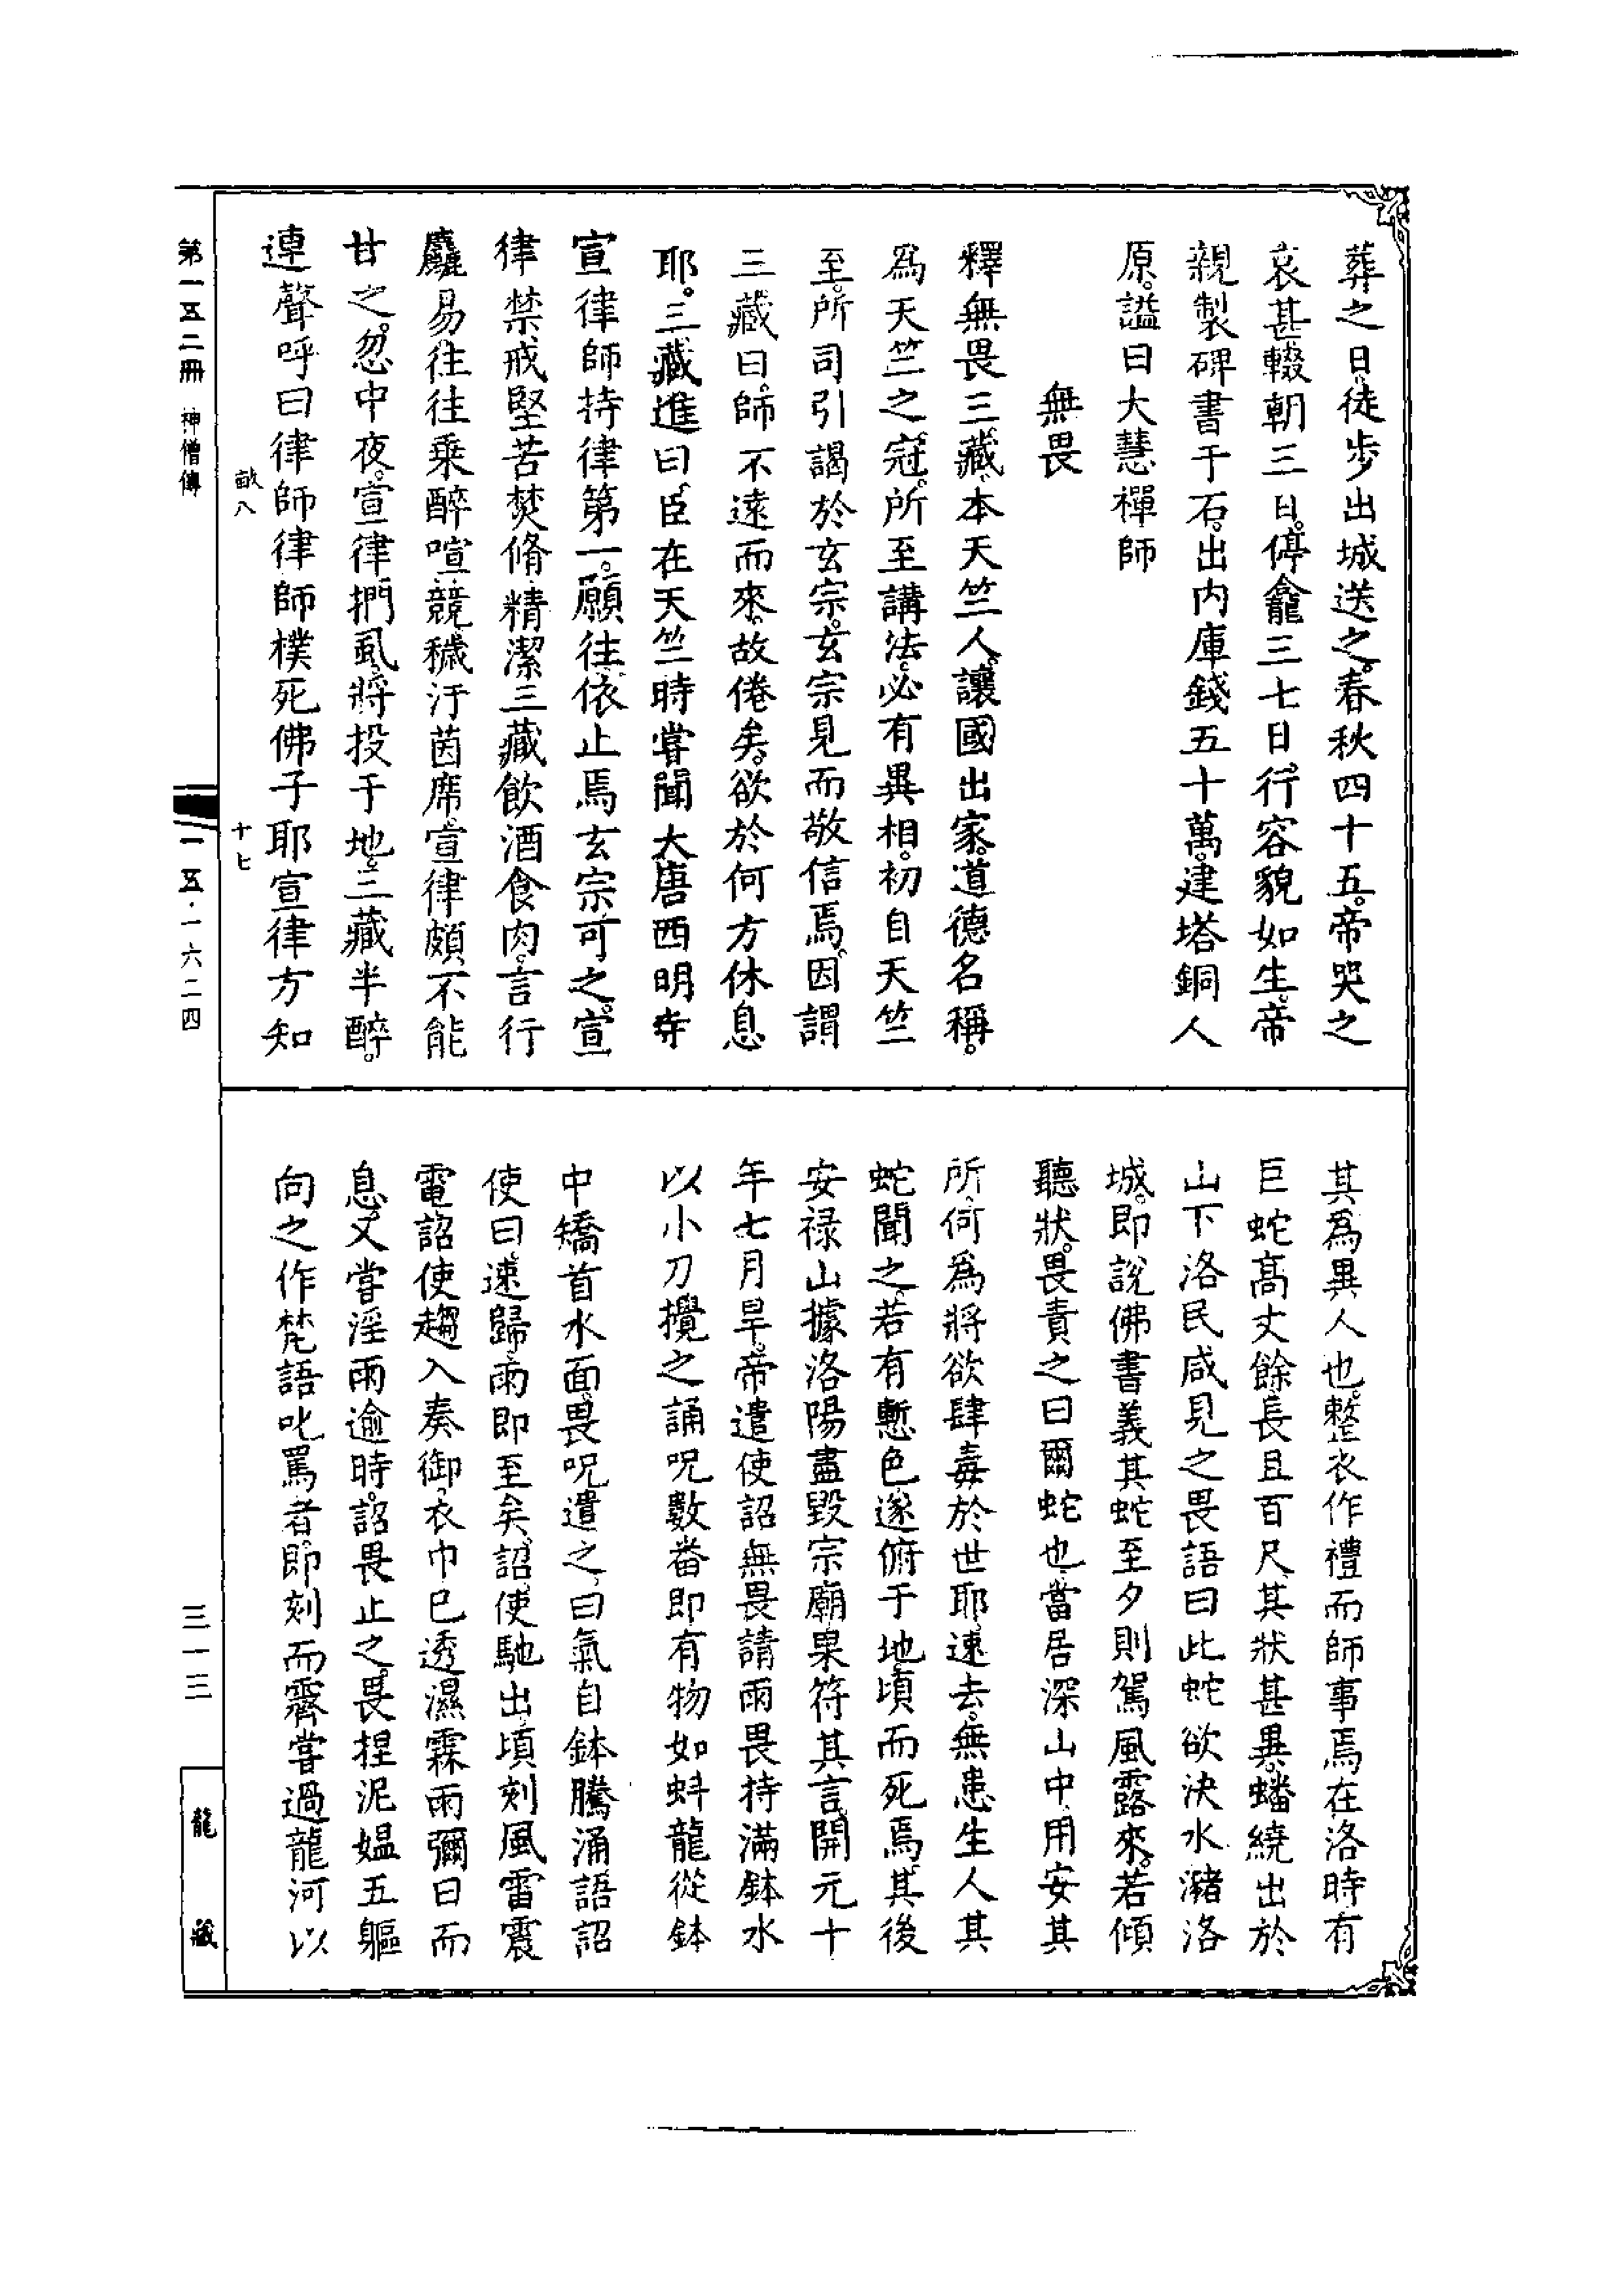 葬之日徒步出城送之。春秋四十五。帝哭之
哀甚輟朝三日。停龕三七日。行容貌如生。帝
親製碑書于石。出内庫錢五十萬。建塔銅人
原。謚曰大慧禪師
無畏
釋無畏三藏。本天竺人。讓國出家。道德名稱。
為天竺之冠。所至講法。必有異相。初自天竺
至。所司引謁於玄宗。玄宗見而敬信焉。因謂
三藏曰。師不遠而來。故倦矣。欲於何方休息
耶。三藏進曰。臣在天竺時嘗聞大唐西明寺
宣律師持律第一。願往依止焉玄宗可之。宣
律禁戒堅苦焚脩精潔三藏飲酒食肉。言行
麤易。往往乘醉喧競。穢汙茵席。宣律頗不能
甘之。忽中夜。宣律捫虱。將投于地。三藏半醉。
連聲呼曰律師律師樸死佛子耶宣律方知
其為異人也。整衣作禮而師事焉在洛時有
巨蛇高丈餘。長且百尺。其狀甚異。蟠繞出於
山下洛民咸見之畏語曰此蛇欲決水瀦洛
城。即說佛書義其蛇至夕則駕風露來。若傾
聽狀。畏責之曰爾蛇也。當居深山中。用安其
所。何為將欲肆毒於世耶。速去。無患生人其
蛇聞之。若有慙色。遂俯于地。頃而死焉。其後
安禄山據洛陽盡毀宗廟。果符其言。開元十
年七月旱。帝遣使詔無畏請雨畏持滿鉢水
以小刀攪之誦呪數畨即有物如蚪龍從鉢
中矯首水面。畏呪遣之。曰氣自鉢騰涌語詔
使曰。速歸。雨即至矣。詔使馳出。頃刻風雷震
電詔使趨入奏御。衣巾已透濕霖雨彌日而
息。又嘗淫雨逾時。詔畏止之。畏捏泥媼五軀
向之作梵語叱罵者。即刻而霽嘗過龍河以
第一五二冊 神僧傳
畝八
十七
一五·一六二四
三一三
龍藏